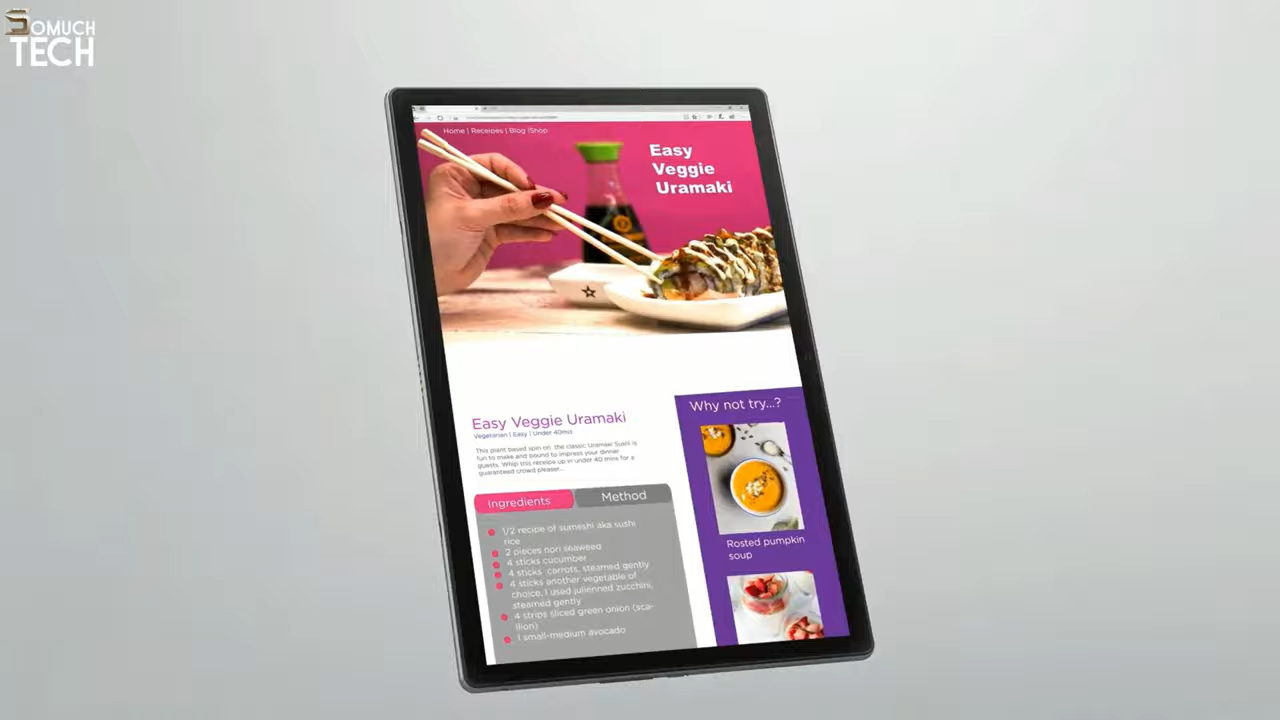 SOMUCH
TECH
Home | Receipes | Blog |Shop
Easy
Veggie
Uramaki
Easy Veggie Uramaki
Vegetarian | Easy | Under 40mus
This plant based spin on the classic Uramaki Sushi is
fun to make and bound to impress your dinner
guests. Whip this receipe up in under 40 mins for a
guaranteed crowd pleaser...
Ingredients
Method
1/2 recipe of sumeshi aka sushi
rice
2 pieces nori seaweed
4 sticks cucumber
4 sticks carrots, steamed gently
4 sticks another vegetable of
choice, I used julienned zucchini,
steamed gently
4 strips sliced green onion (sca-
llion)
1 small-medium avocado
Why not try...?
Rosted pumpkin
soup